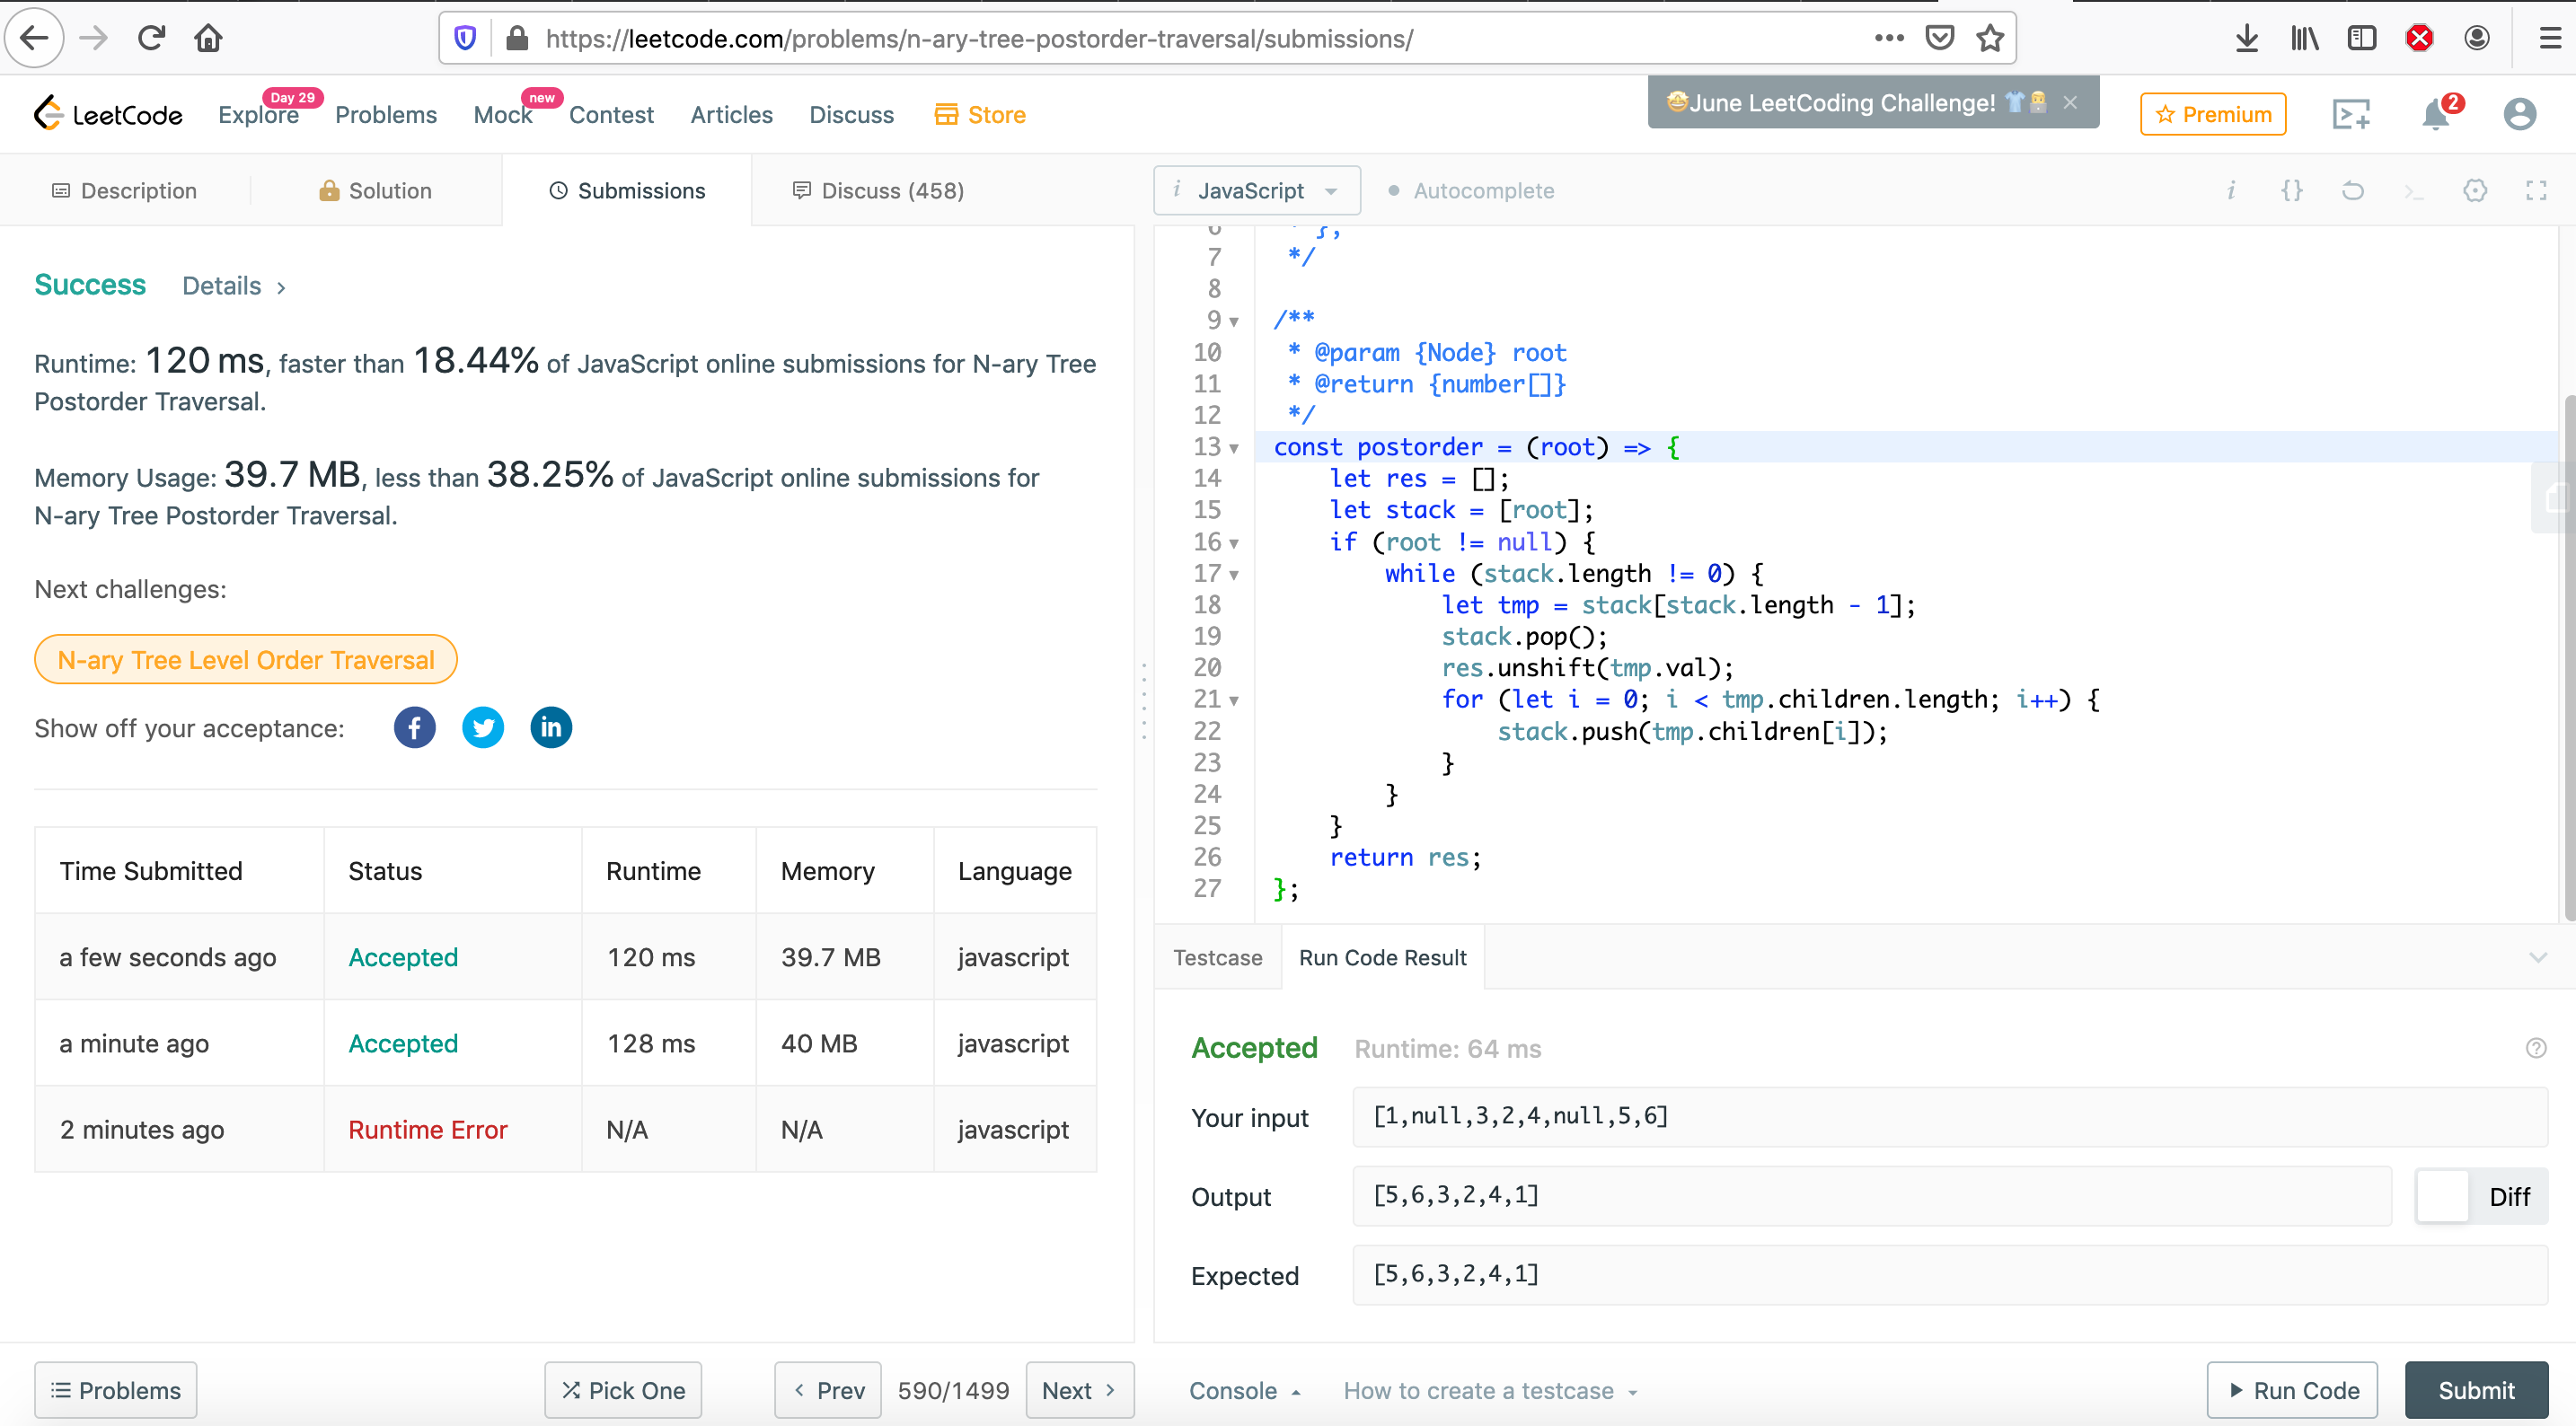 https://leetcode.com/problems/n-ary-tree-postorder-traversal/submissions/
LeetCode
Explore
Day 29
Problems
Mock
new
Contest
Articles
Discuss
Store
🤩June LeetCoding Challenge! 👕👨‍💻 ×
Premium
2
Description
Solution
Submissions
Discuss (458)
i JavaScript
Autocomplete
Success Details >
Runtime: 120 ms, faster than 18.44% of JavaScript online submissions for N-ary Tree
Postorder Traversal.
Memory Usage: 39.7 MB, less than 38.25% of JavaScript online submissions for
N-ary Tree Postorder Traversal.
Next challenges:
N-ary Tree Level Order Traversal
Show off your acceptance:
Time Submitted Status Runtime Memory Language
a few seconds ago Accepted 120 ms 39.7 MB javascript
a minute ago Accepted 128 ms 40 MB javascript
2 minutes ago Runtime Error N/A N/A javascript
6 * };
7 */
8
9 /**
10 * @param {Node} root
11 * @return {number[]}
12 */
13 const postorder = (root) => {
14 let res = [];
15 let stack = [root];
16 if (root != null) {
17 while (stack.length != 0) {
18 let tmp = stack[stack.length - 1];
19 stack.pop();
20 res.unshift(tmp.val);
21 for (let i = 0; i < tmp.children.length; i++) {
22 stack.push(tmp.children[i]);
23 }
24 }
25 }
26 return res;
27 };
Testcase
Run Code Result
Accepted Runtime: 64 ms
Your input [1,null,3,2,4,null,5,6]
Output [5,6,3,2,4,1]
Diff
Expected [5,6,3,2,4,1]
Problems
Pick One
< Prev
590/1499
Next >
Console
How to create a testcase
Run Code
Submit